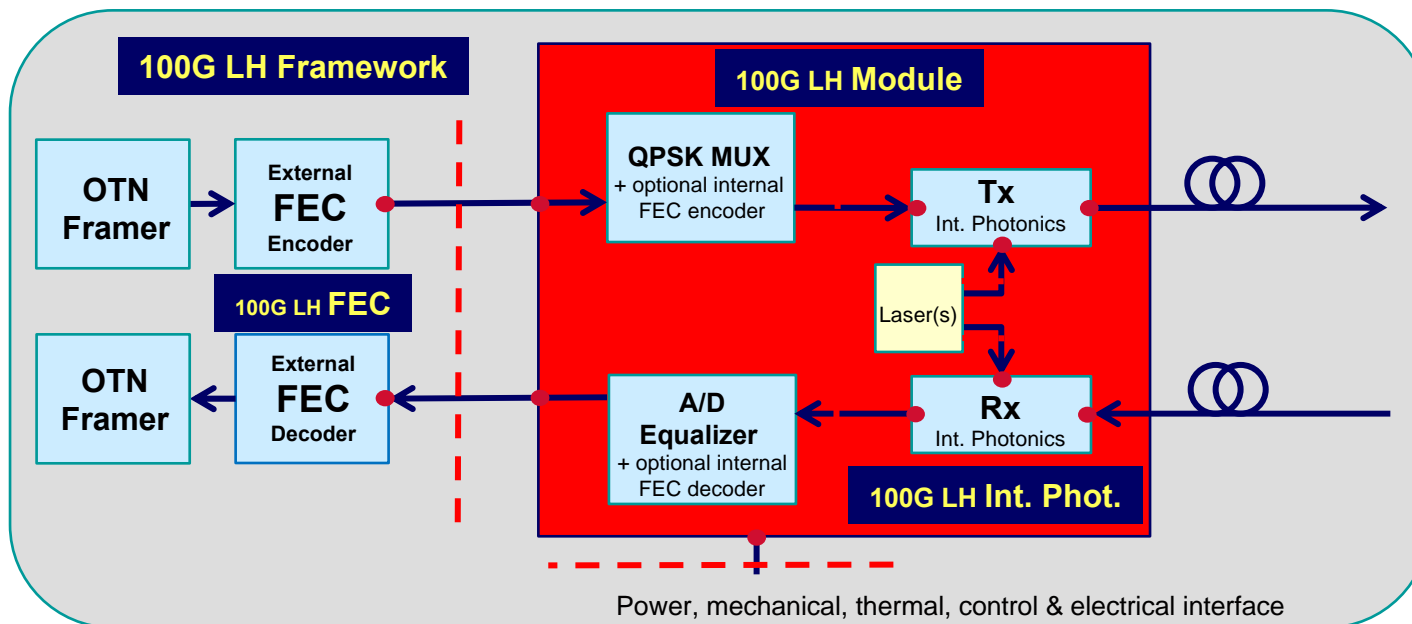 100G LH Framework
100G LH Module
OTN
Framer
External
FEC
Encoder
QPSK MUX
+ optional internal
FEC encoder
Tx
Int. Photonics
100G LH FEC
Laser(s)
OTN
Framer
External
FEC
Decoder
A/D
Equalizer
+ optional internal
FEC decoder
Rx
Int. Photonics
100G LH Int. Phot.
Power, mechanical, thermal, control & electrical interface